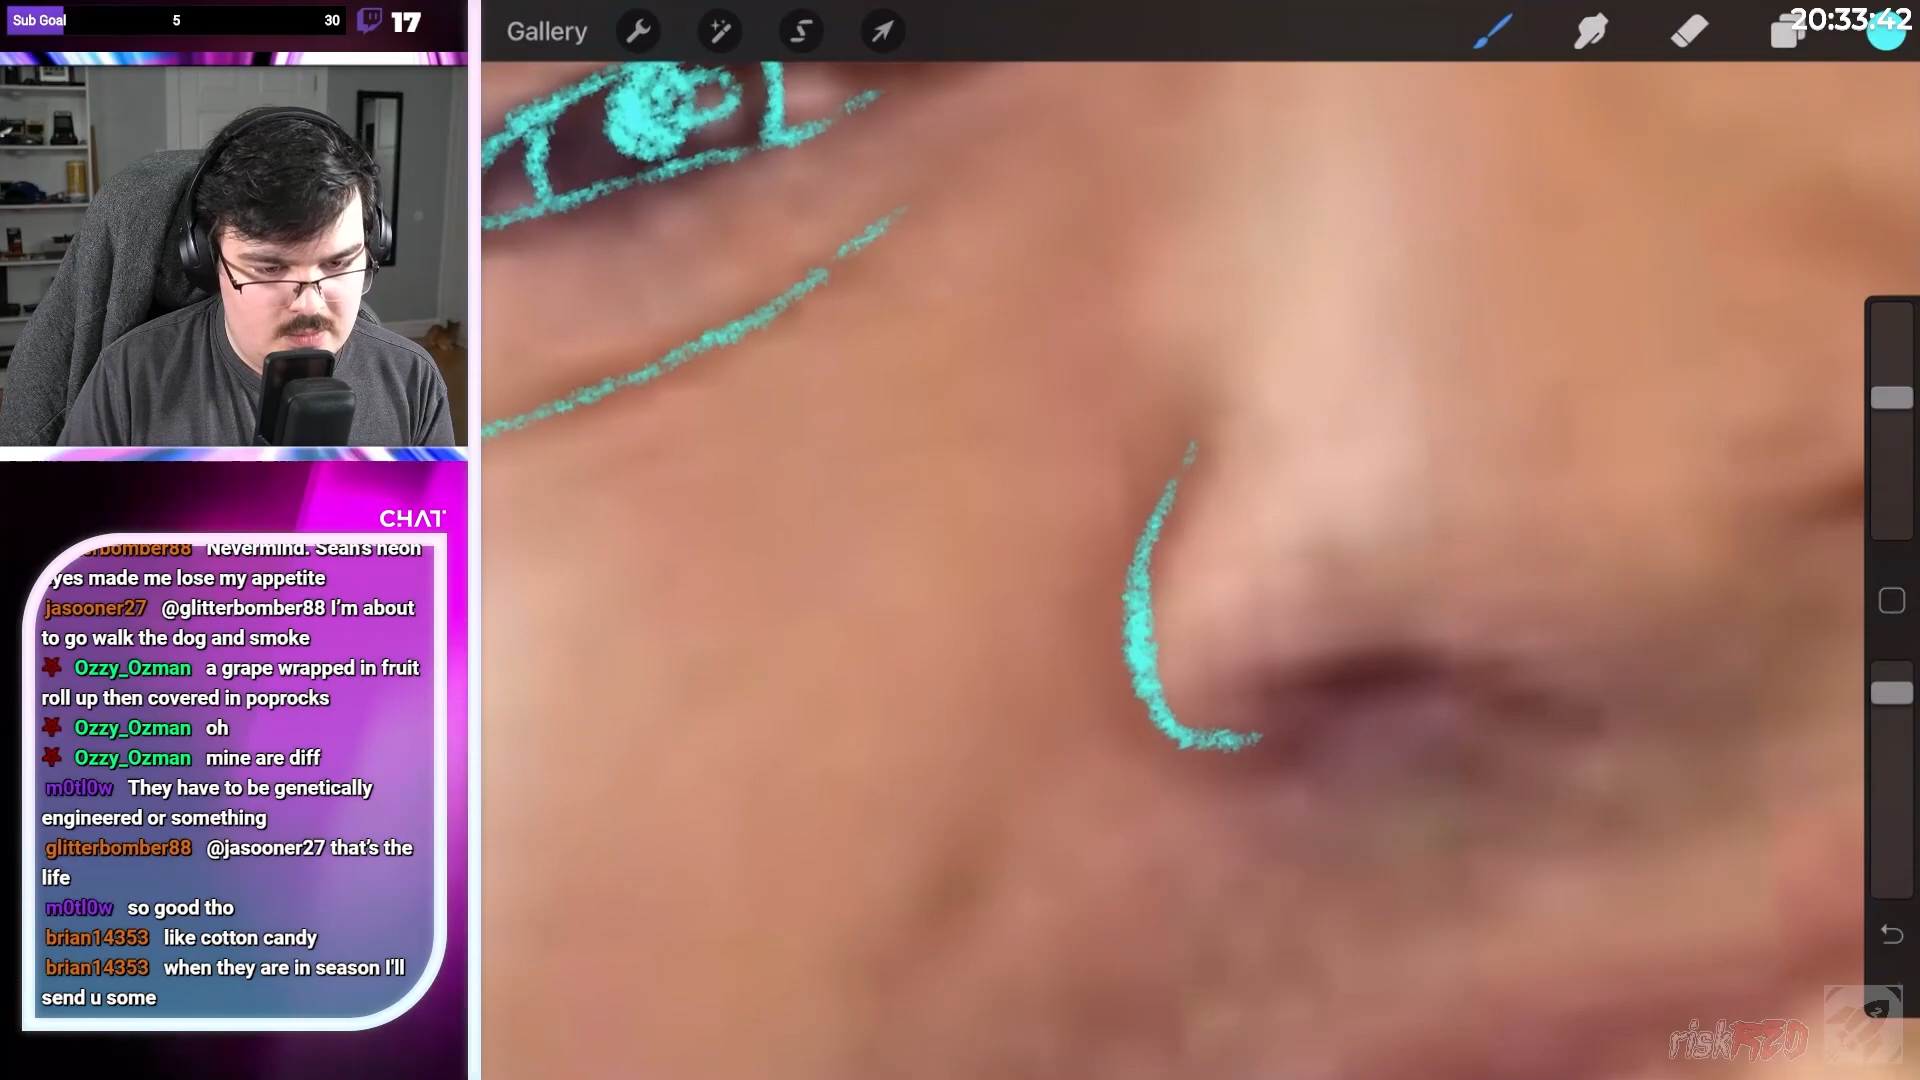 Sub Goal 5 30 17
Gallery
20:33:42
CHAT
Nevermind. Sean's neon
yes made me lose my appetite
jasooner27 @glitterbomber88 I'm about
to go walk the dog and smoke
Ozzy_Ozman a grape wrapped in fruit
roll up then covered in poprocks
Ozzy_Ozman oh
Ozzy_Ozman mine are diff
m0tl0w They have to be genetically
engineered or something
glitterbomber88 @jasooner27 that's the
life
m0tl0w so good tho
brian14353 like cotton candy
brian14353 when they are in season I'll
send u some
riskRED